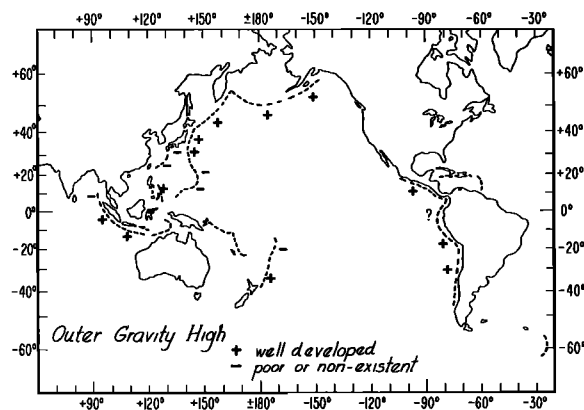 +90° +120° +150° ±180° -150° -90° -60° -30°
+60° +60°
+40° +40°
+20° +20°
0° ? 0°
-20° -20°
-40° -40°
-60° -60°
Outer Gravity High
+ well developed
- poor or non-existent
+90° +120° +150° ±180° -150° -90° -60° -30°